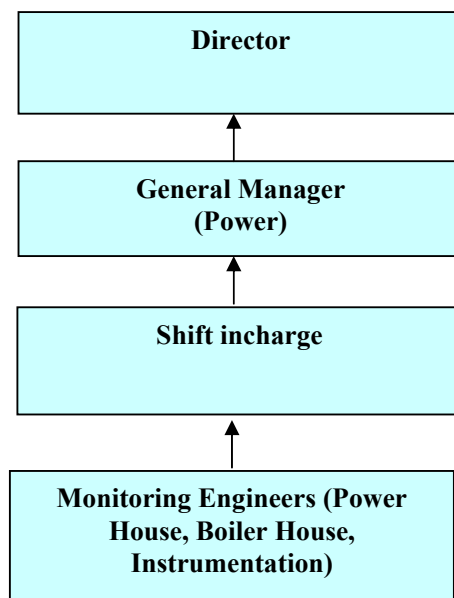 Director
General Manager
(Power)
Shift incharge
Monitoring Engineers (Power
House, Boiler House,
Instrumentation)